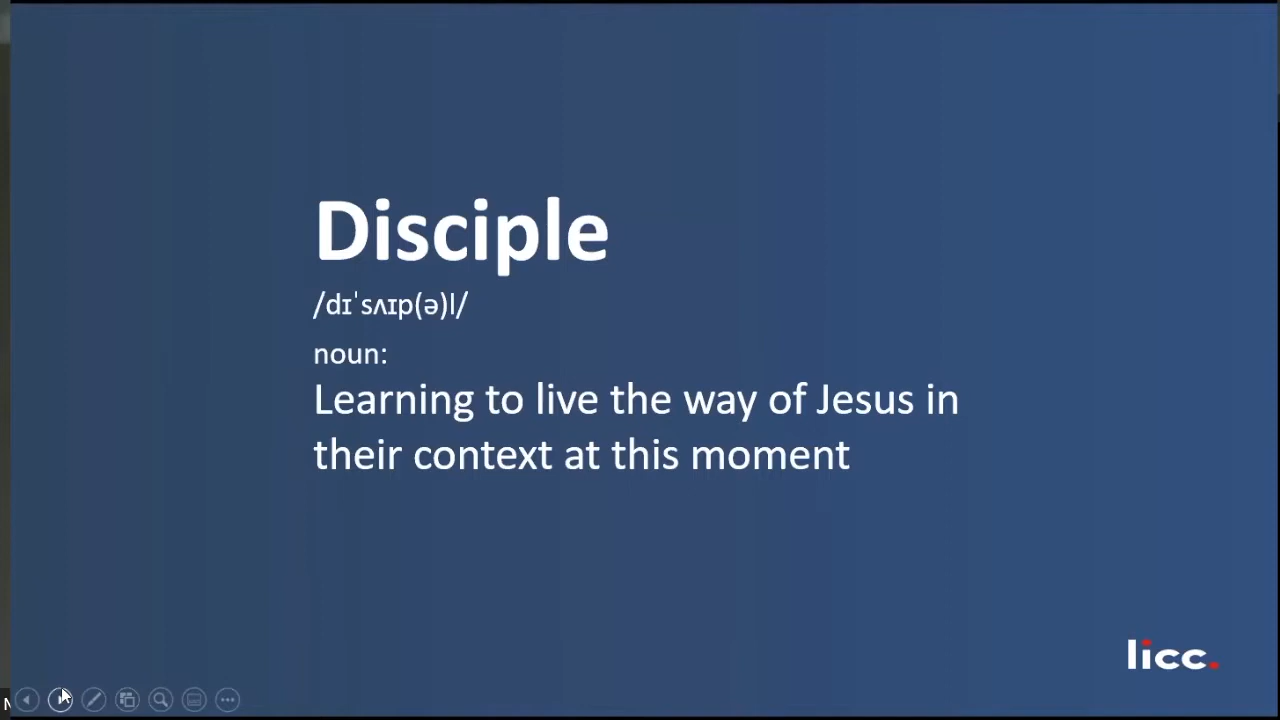 Disciple
/dɪˈsʌɪp(ə)l/
noun:
Learning to live the way of Jesus in
their context at this moment
licc.